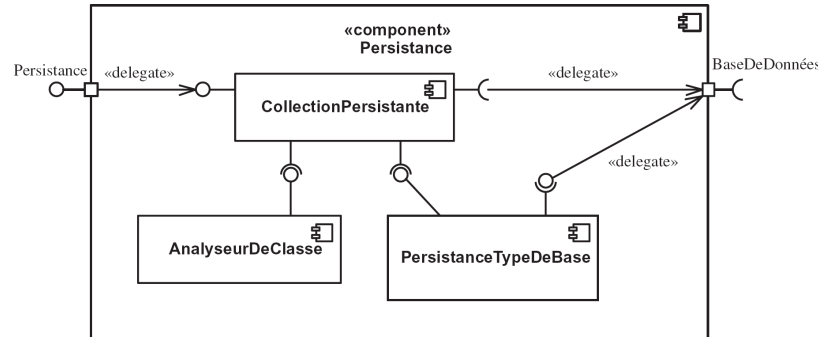 «component»
Persistance
Persistance
BaseDeDonnées
«delegate»
«delegate»
CollectionPersistante
«delegate»
AnalyseurDeClasse
PersistanceTypeDeBase